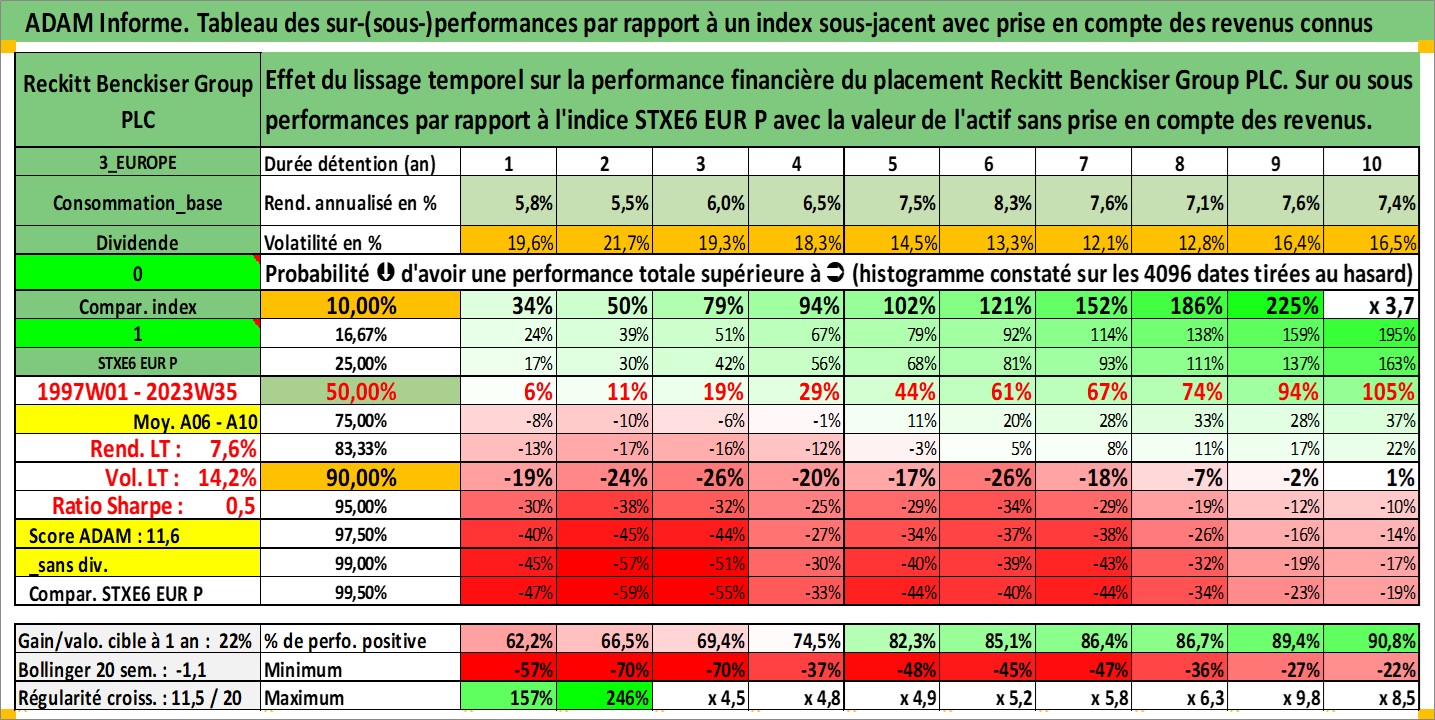 ADAM Informe. Tableau des sur-(sous-)performances par rapport à un index sous-jacent avec prise en compte des revenus connus
Reckitt Benckiser Group PLC
Effet du lissage temporel sur la performance financière du placement Reckitt Benckiser Group PLC. Sur ou sous
performances par rapport à l'indice STXE6 EUR P avec la valeur de l'actif sans prise en compte des revenus.
3_EUROPE Durée détention (an) 1 2 3 4 5 6 7 8 9 10
Consommation_base Rend. annualisé en % 5,8% 5,5% 6,0% 6,5% 7,5% 8,3% 7,6% 7,1% 7,6% 7,4%
Dividende Volatilité en % 19,6% 21,7% 19,3% 18,3% 14,5% 13,3% 12,1% 12,8% 16,4% 16,5%
0 Probabilité ⬇ d'avoir une performance totale supérieure à ➲ (histogramme constaté sur les 4096 dates tirées au hasard)
Compar. index 10,00% 34% 50% 79% 94% 102% 121% 152% 186% 225% x 3,7
1 16,67% 24% 39% 51% 67% 79% 92% 114% 138% 159% 195%
STXE6 EUR P 25,00% 17% 30% 42% 56% 68% 81% 93% 111% 137% 163%
1997W01 - 2023W35 50,00% 6% 11% 19% 29% 44% 61% 67% 74% 94% 105%
Moy. A06 - A10 75,00% -8% -10% -6% -1% 11% 20% 28% 33% 28% 37%
Rend. LT : 7,6% 83,33% -13% -17% -16% -12% -3% 5% 8% 11% 17% 22%
Vol. LT : 14,2% 90,00% -19% -24% -26% -20% -17% -26% -18% -7% -2% 1%
Ratio Sharpe : 0,5 95,00% -30% -38% -32% -25% -29% -34% -29% -19% -12% -10%
Score ADAM : 11,6 97,50% -40% -45% -44% -27% -34% -37% -38% -26% -16% -14%
_sans div. 99,00% -45% -57% -51% -30% -40% -39% -43% -32% -19% -17%
Compar. STXE6 EUR P 99,50% -47% -59% -55% -33% -44% -40% -44% -34% -23% -19%
Gain/valo. cible à 1 an : 22% % de perfo. positive 62,2% 66,5% 69,4% 74,5% 82,3% 85,1% 86,4% 86,7% 89,4% 90,8%
Bollinger 20 sem. : -1,1 Minimum -57% -70% -70% -37% -48% -45% -47% -36% -27% -22%
Régularité croiss. : 11,5 / 20 Maximum 157% 246% x 4,5 x 4,8 x 4,9 x 5,2 x 5,8 x 6,3 x 9,8 x 8,5